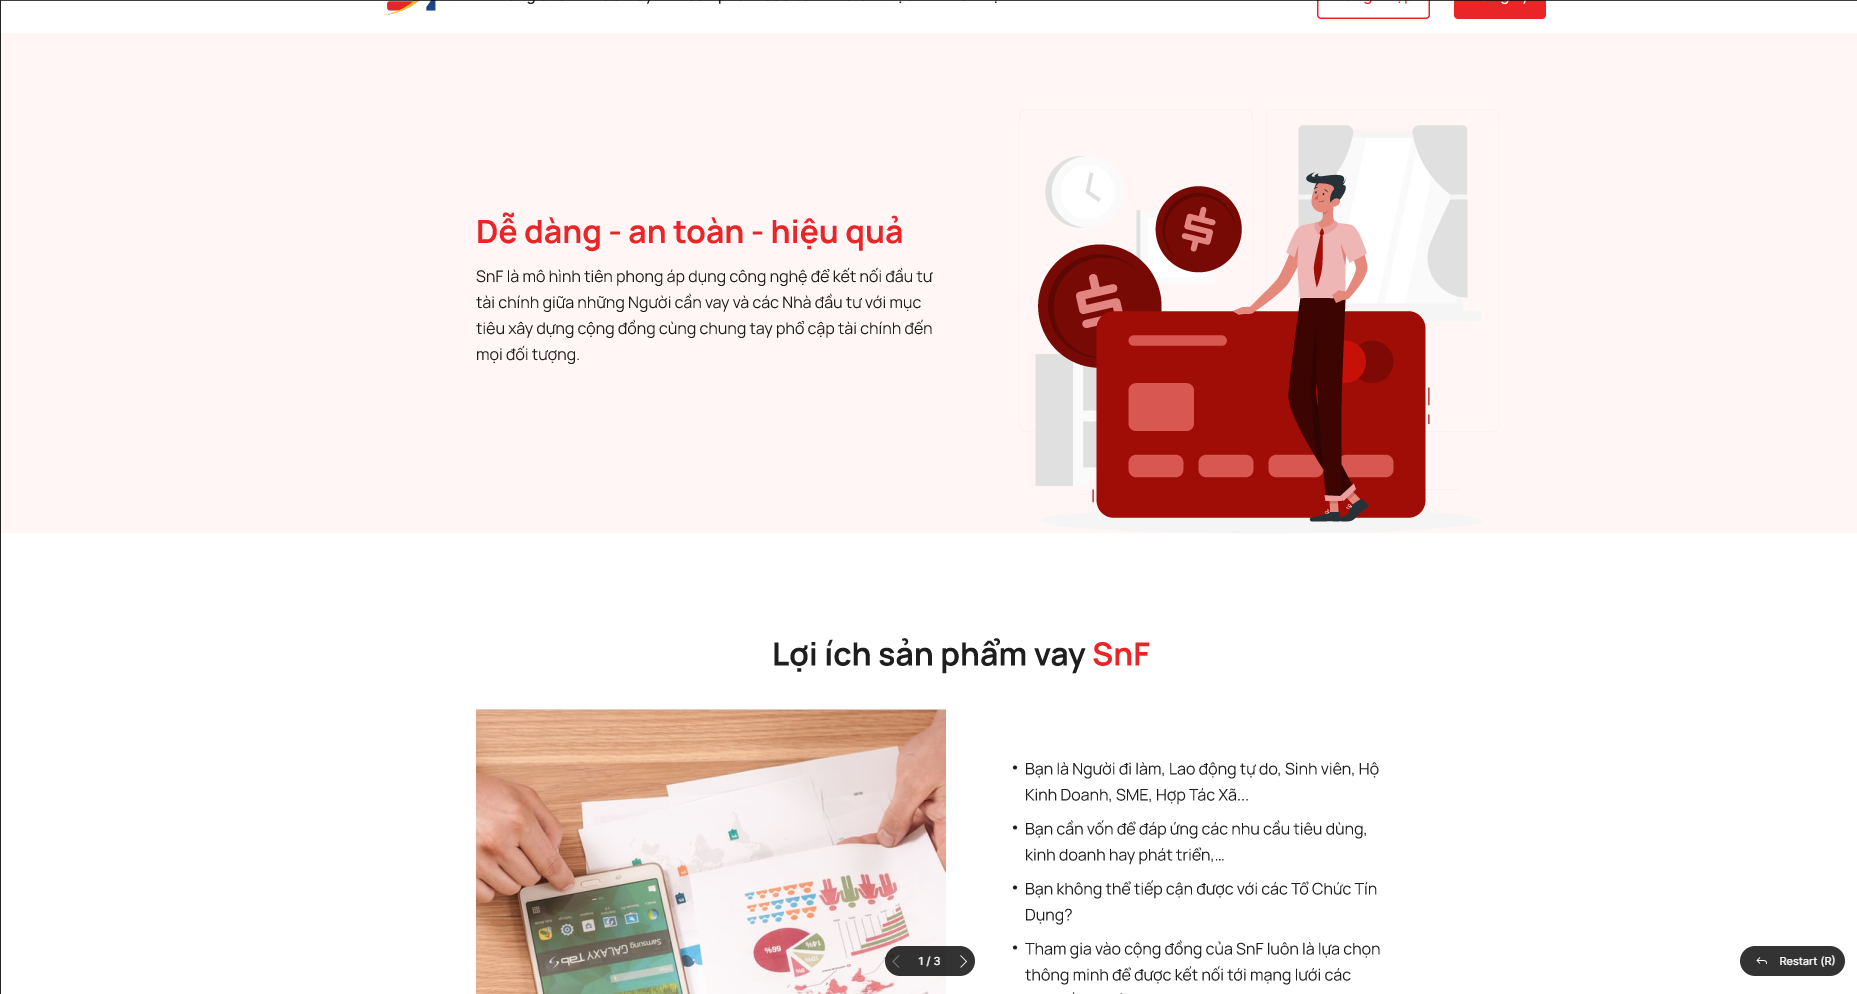 Dễ dàng - an toàn - hiệu quả
SnF là mô hình tiên phong áp dụng công nghệ để kết nối đầu tư
tài chính giữa những Người cần vay và các Nhà đầu tư với mục
tiêu xây dựng cộng đồng cùng chung tay phổ cập tài chính đến
mọi đối tượng.
Lợi ích sản phẩm vay SnF
• Bạn là Người đi làm, Lao động tự do, Sinh viên, Hộ
Kinh Doanh, SME, Hợp Tác Xã...
• Bạn cần vốn để đáp ứng các nhu cầu tiêu dùng,
kinh doanh hay phát triển,...
• Bạn không thể tiếp cận được với các Tổ Chức Tín
Dụng?
• Tham gia vào cộng đồng của SnF luôn là lựa chọn
thông minh để được kết nối tới mạng lưới các
Samsung GALAXY Tab S
%66
14%
1 / 3
Restart (R)